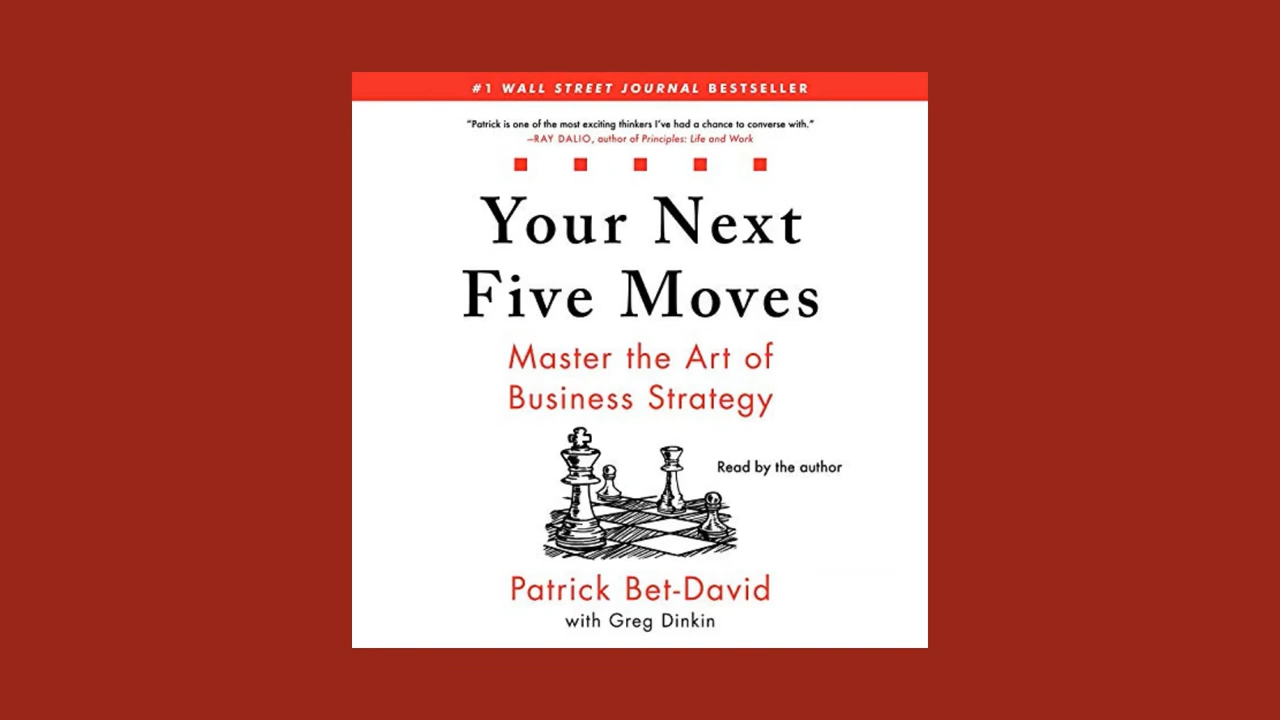 #1 WALL STREET JOURNAL BESTSELLER
“Patrick is one of the most exciting thinkers I’ve had a chance to converse with.”
—RAY DALIO, author of Principles: Life and Work
Your Next
Five Moves
Master the Art of
Business Strategy
Read by the author
Patrick Bet-David
with Greg Dinkin